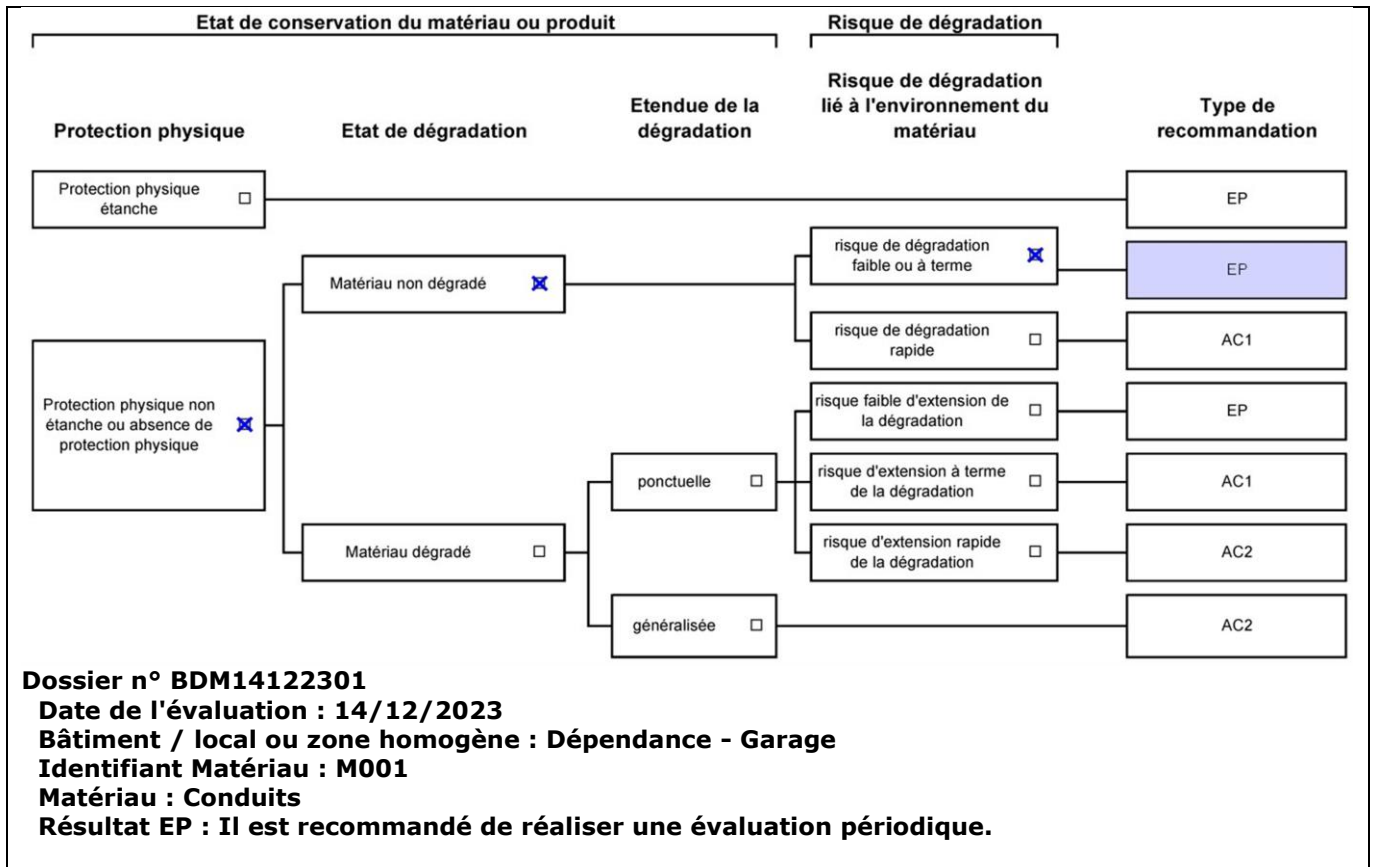 Etat de conservation du matériau ou produit
Risque de dégradation
Protection physique
Etat de dégradation
Etendue de la
dégradation
Risque de dégradation
lié à l'environnement du
matériau
Type de
recommandation
Protection physique
étanche
EP
risque de dégradation
faible ou à terme
EP
Matériau non dégradé
risque de dégradation
rapide
AC1
Protection physique non
étanche ou absence de
protection physique
risque faible d'extension de
la dégradation
EP
ponctuelle
risque d'extension à terme
de la dégradation
AC1
Matériau dégradé
risque d'extension rapide
de la dégradation
AC2
généralisée
AC2
Dossier n° BDM14122301
Date de l'évaluation : 14/12/2023
Bâtiment / local ou zone homogène : Dépendance - Garage
Identifiant Matériau : M001
Matériau : Conduits
Résultat EP : Il est recommandé de réaliser une évaluation périodique.